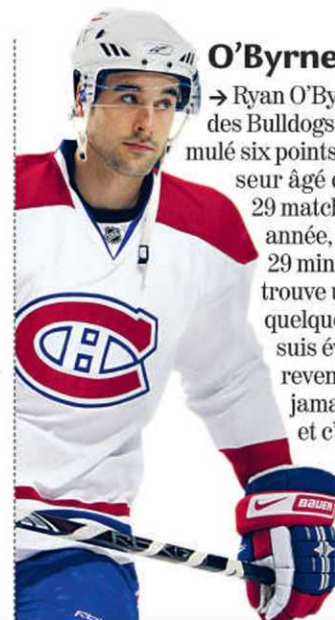 O'Byrne
→ Ryan O'By
des Bulldogs
mulé six points
seur âgé d
29 match
année,
29 min
trouve u
quelque
suis év
reven
jama
et c'
BAUER